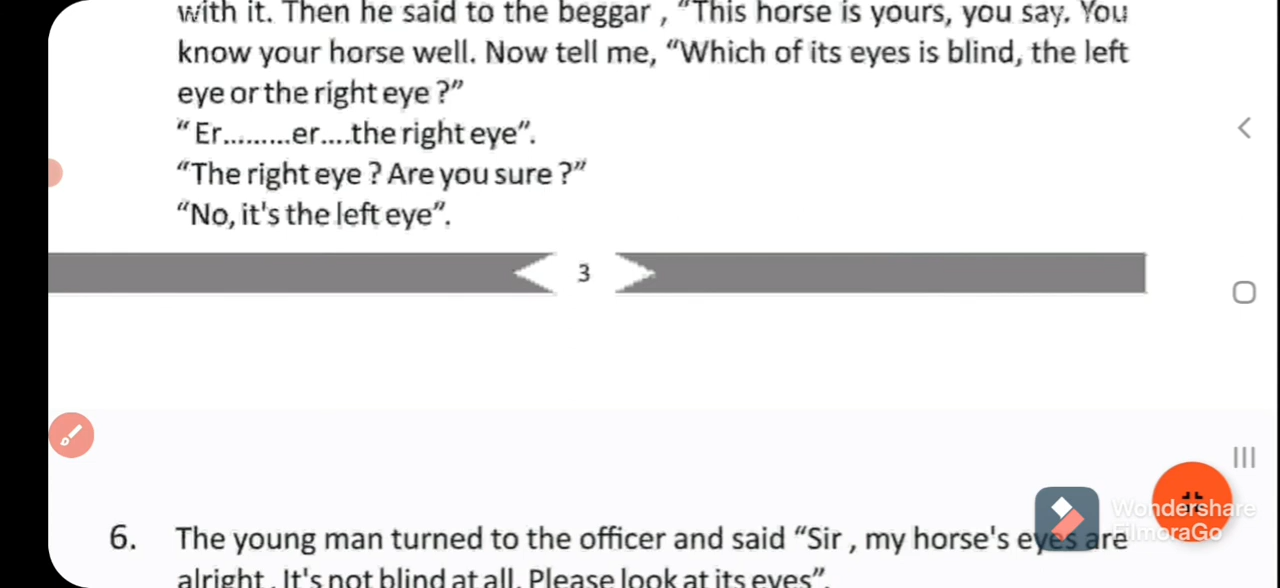 with it. Then he said to the beggar , “This horse is yours, you say. You
know your horse well. Now tell me, “Which of its eyes is blind, the left
eye or the right eye ?”
“ Er.........er....the right eye”.
“The right eye ? Are you sure ?”
“No, it's the left eye”.
3
6. The young man turned to the officer and said “Sir , my horse's eyes are
alright . It's not blind at all. Please look at its eyes”.
Wondershare
FilmoraGo